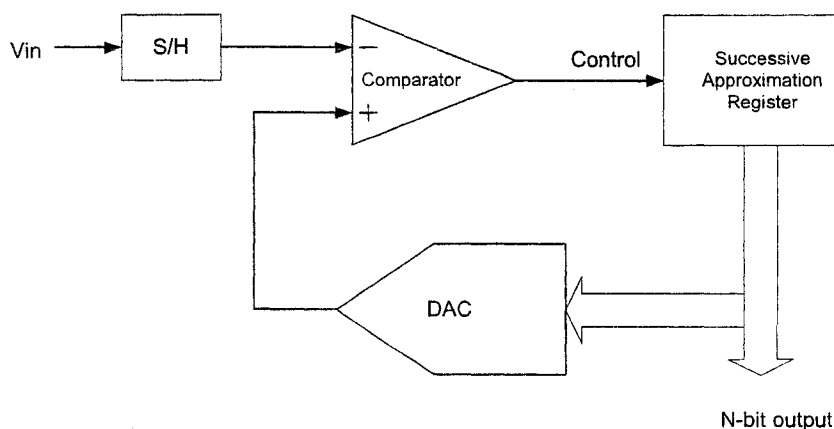 Vin
S/H
−
Comparator
+
Control
Successive
Approximation
Register
DAC
N-bit output